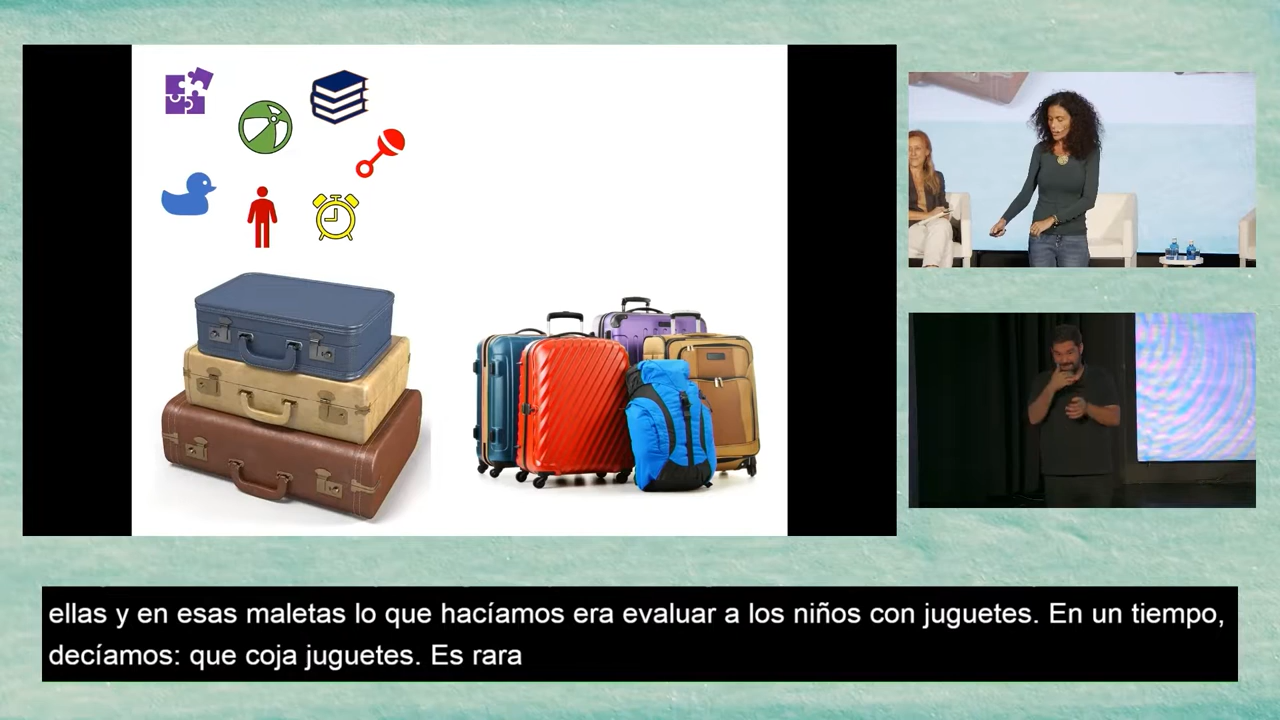 ellas y en esas maletas lo que hacíamos era evaluar a los niños con juguetes. En un tiempo,
decíamos: que coja juguetes. Es rara